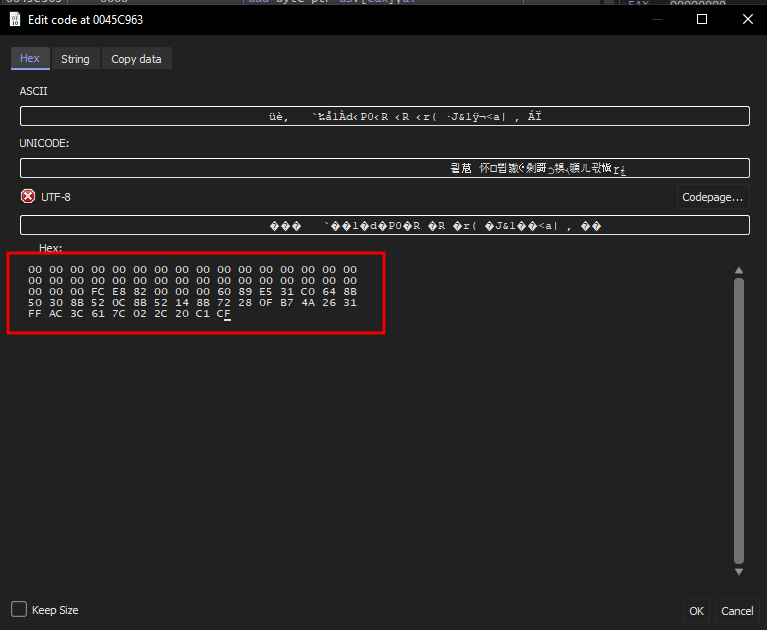 Edit code at 0045C963
Hex String Copy data
ASCII
üè, `‰ålÀd‹P0‹R ‹R ‹r( ·J&lÿ¬<a| , ÁÏ
UNICODE:
UTF-8
Codepage...
��� `��1�d�P0�R �R �r( �J&1��<a| , ��
Hex:
00 00 00 00 00 00 00 00 00 00 00 00 00 00 00 00
00 00 00 00 00 00 00 00 00 00 00 00 00 00 00 00
00 00 00 FC E8 82 00 00 00 60 89 E5 31 C0 64 8B
50 30 8B 52 0C 8B 52 14 8B 72 28 0F B7 4A 26 31
FF AC 3C 61 7C 02 2C 20 C1 CF
Keep Size
OK Cancel